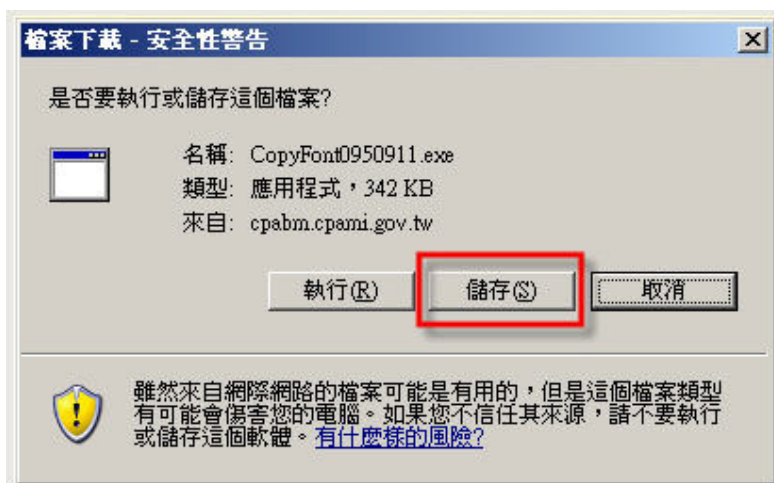 檔案下載 - 安全性警告
是否要執行或儲存這個檔案?
名稱: CopyFont0950911.exe
類型: 應用程式，342 KB
來自: cpabm.cpami.gov.tw
執行(R) 儲存(S) 取消
雖然來自網際網路的檔案可能是有用的，但是這個檔案類型
有可能會傷害您的電腦。如果您不信任其來源，請不要執行
或儲存這個軟體。有什麼樣的風險?